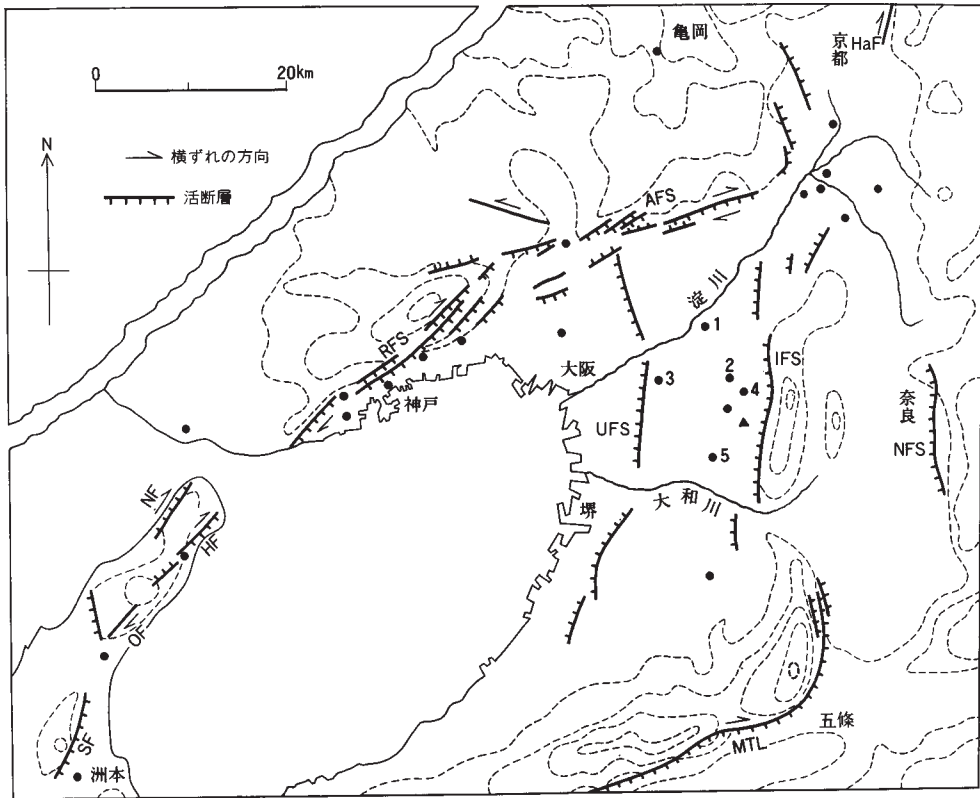 亀岡
京都
HaF
0
20km
N
横ずれの方向
活断層
AFS
淀川
1
RFS
大阪
2
IFS
3
4
神戸
奈良
UFS
NFS
5
NF
大和川
堺
HF
OF
五條
MTL
SF
洲本